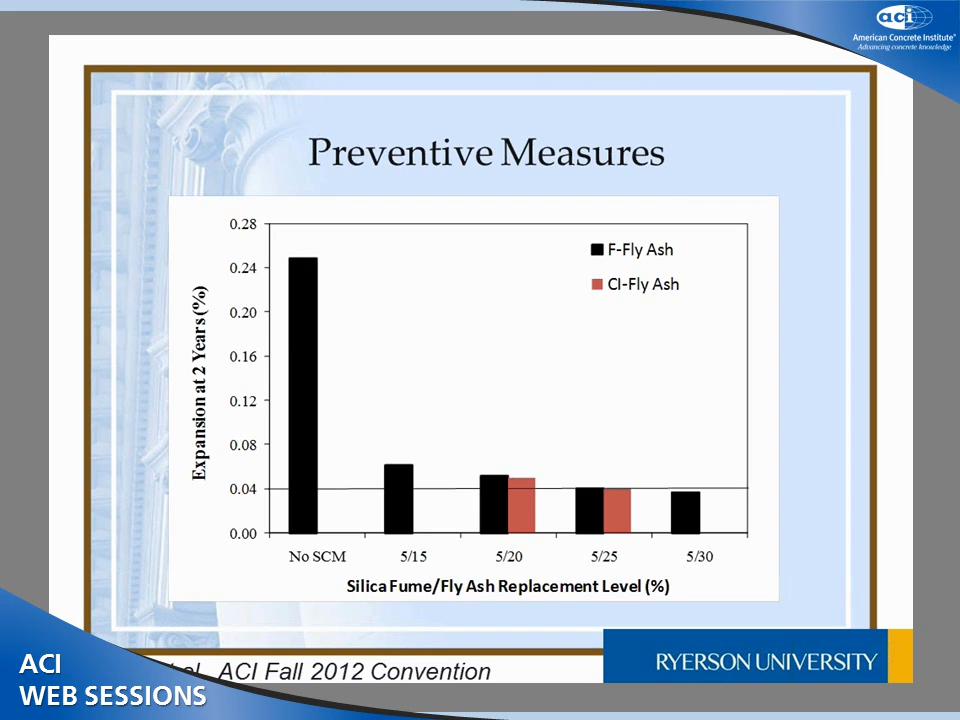 aci
American Concrete Institute®
Advancing concrete knowledge
Preventive Measures
0.28
0.24
0.20
0.16
0.12
0.08
0.04
0.00
Expansion at 2 Years (%)
F-Fly Ash
CI-Fly Ash
No SCM 5/15 5/20 5/25 5/30
Silica Fume/Fly Ash Replacement Level (%)
ACI Fall 2012 Convention
RYERSON UNIVERSITY
ACI
WEB SESSIONS